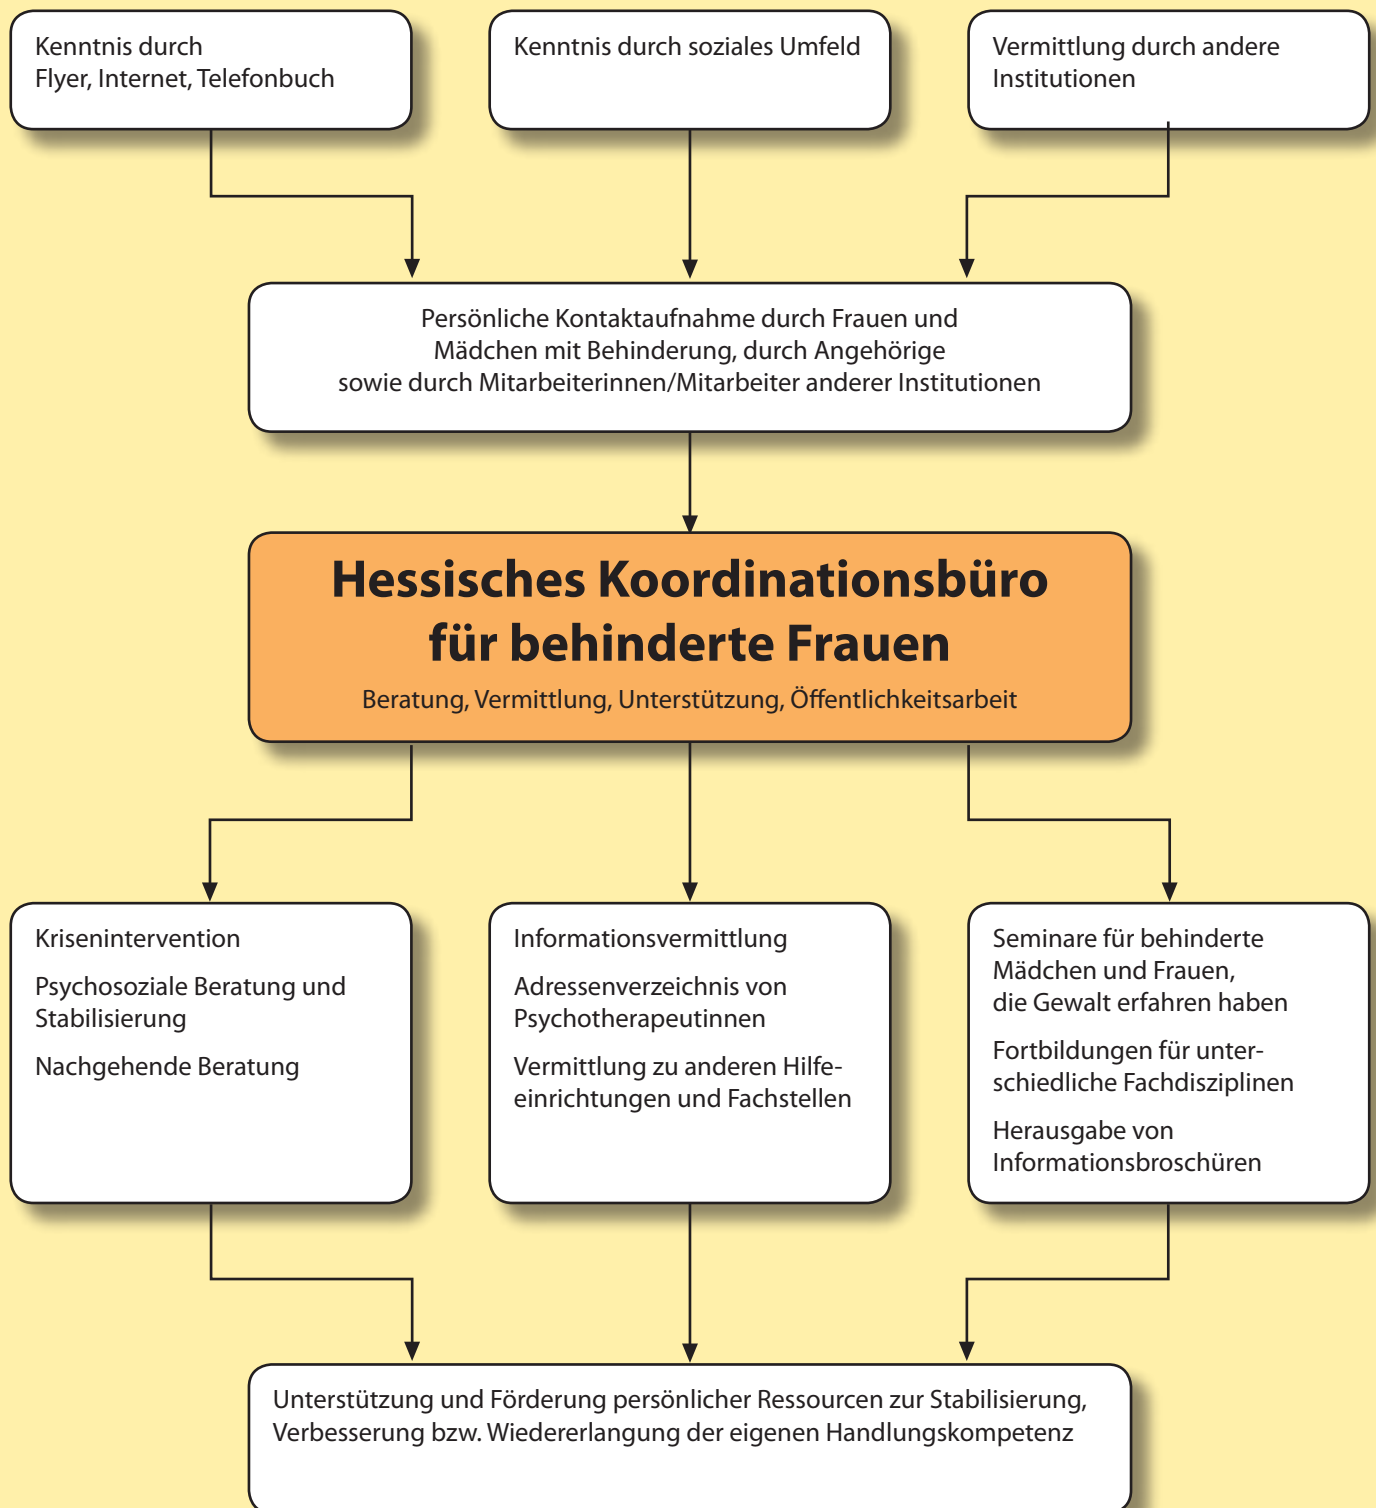 Kenntnis durch
Flyer, Internet, Telefonbuch
Kenntnis durch soziales Umfeld
Vermittlung durch andere
Institutionen
Persönliche Kontaktaufnahme durch Frauen und
Mädchen mit Behinderung, durch Angehörige
sowie durch Mitarbeiterinnen/Mitarbeiter anderer Institutionen
Hessisches Koordinationsbüro
für behinderte Frauen
Beratung, Vermittlung, Unterstützung, Öffentlichkeitsarbeit
Krisenintervention
Psychosoziale Beratung und
Stabilisierung
Nachgehende Beratung
Informationsvermittlung
Adressenverzeichnis von
Psychotherapeutinnen
Vermittlung zu anderen Hilfe-
einrichtungen und Fachstellen
Seminare für behinderte
Mädchen und Frauen,
die Gewalt erfahren haben
Fortbildungen für unter-
schiedliche Fachdisziplinen
Herausgabe von
Informationsbroschüren
Unterstützung und Förderung persönlicher Ressourcen zur Stabilisierung,
Verbesserung bzw. Wiedererlangung der eigenen Handlungskompetenz